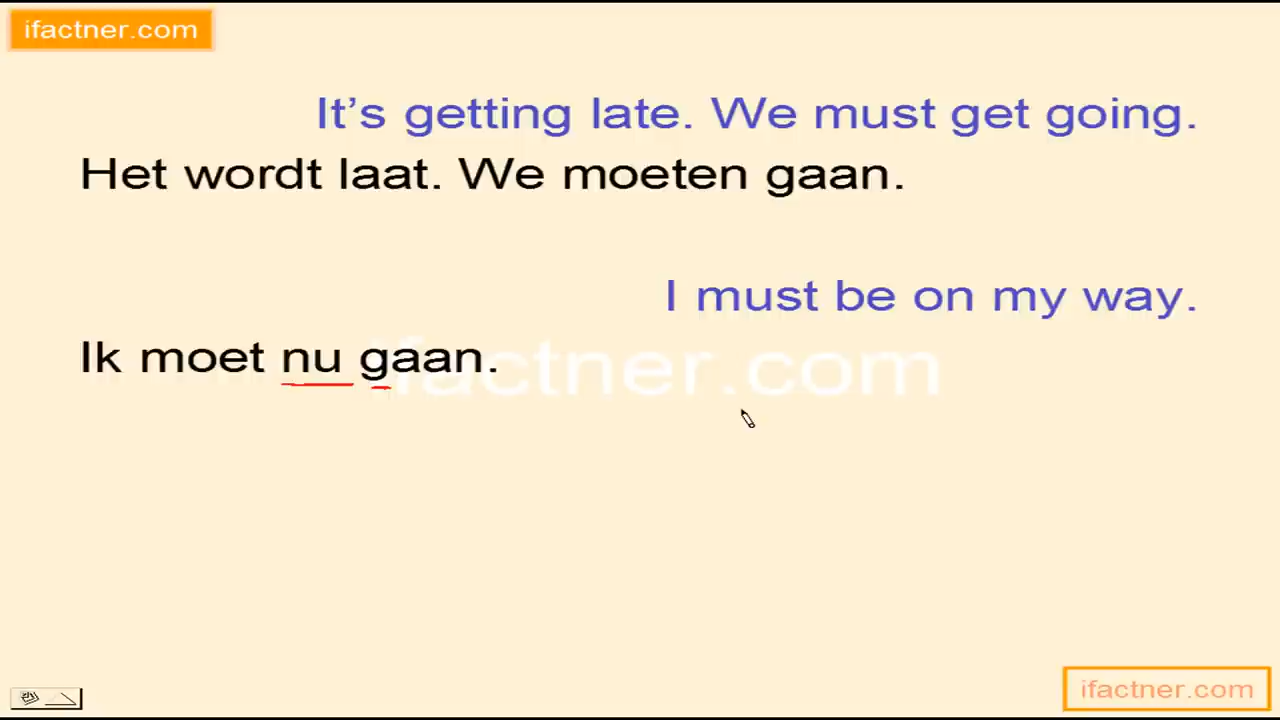 ifactner.com
It’s getting late. We must get going.
Het wordt laat. We moeten gaan.
I must be on my way.
Ik moet nu gaan.
ifactner.com
ifactner.com